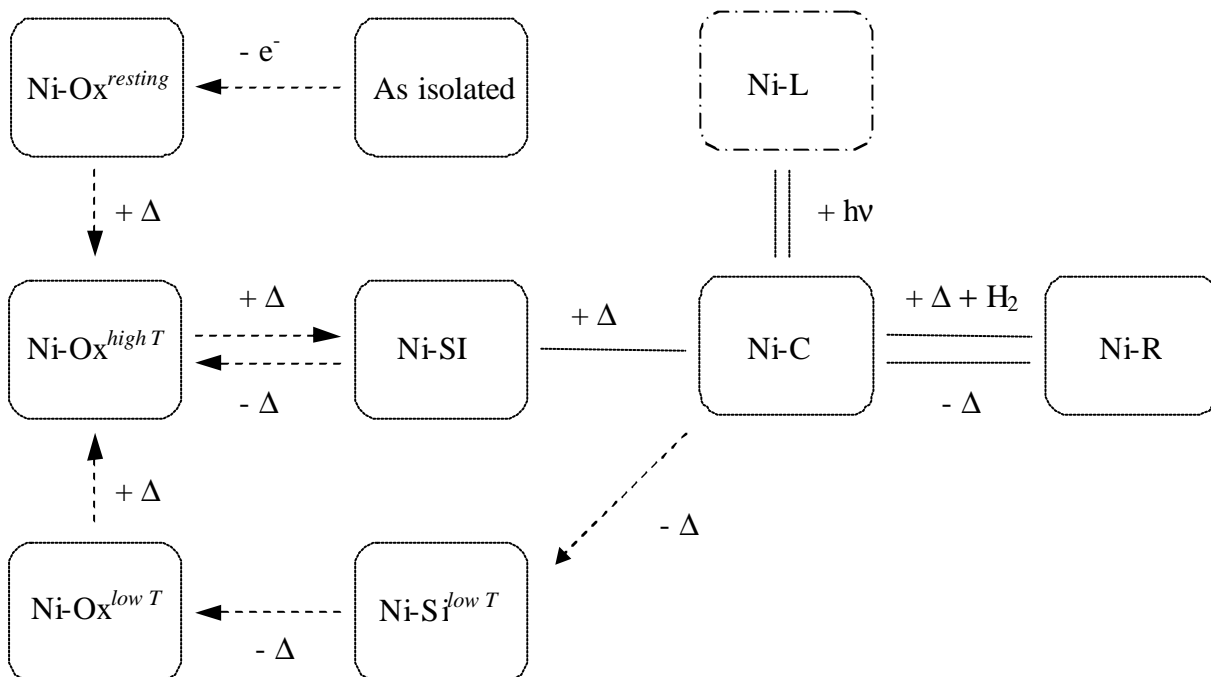 - e⁻
Ni-Ox^resting
As isolated
Ni-L
+ Δ
+ hν
+ Δ
+ Δ
+ Δ + H₂
Ni-Ox^high T
Ni-SI
Ni-C
Ni-R
- Δ
- Δ
+ Δ
- Δ
Ni-Ox^low T
Ni-Si^low T
- Δ